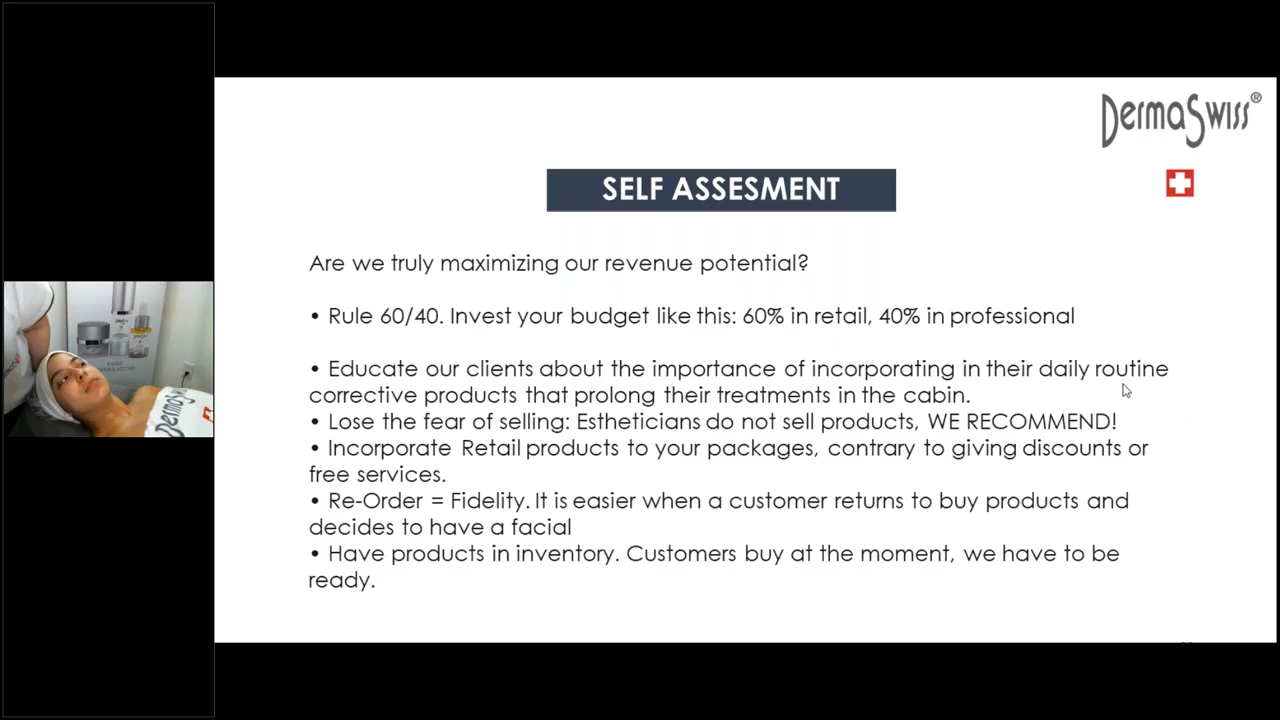 DermaSwiss®
SELF ASSESMENT
Are we truly maximizing our revenue potential?
• Rule 60/40. Invest your budget like this: 60% in retail, 40% in professional
• Educate our clients about the importance of incorporating in their daily routine
corrective products that prolong their treatments in the cabin.
• Lose the fear of selling: Estheticians do not sell products, WE RECOMMEND!
• Incorporate Retail products to your packages, contrary to giving discounts or
free services.
• Re-Order = Fidelity. It is easier when a customer returns to buy products and
decides to have a facial
• Have products in inventory. Customers buy at the moment, we have to be
ready.